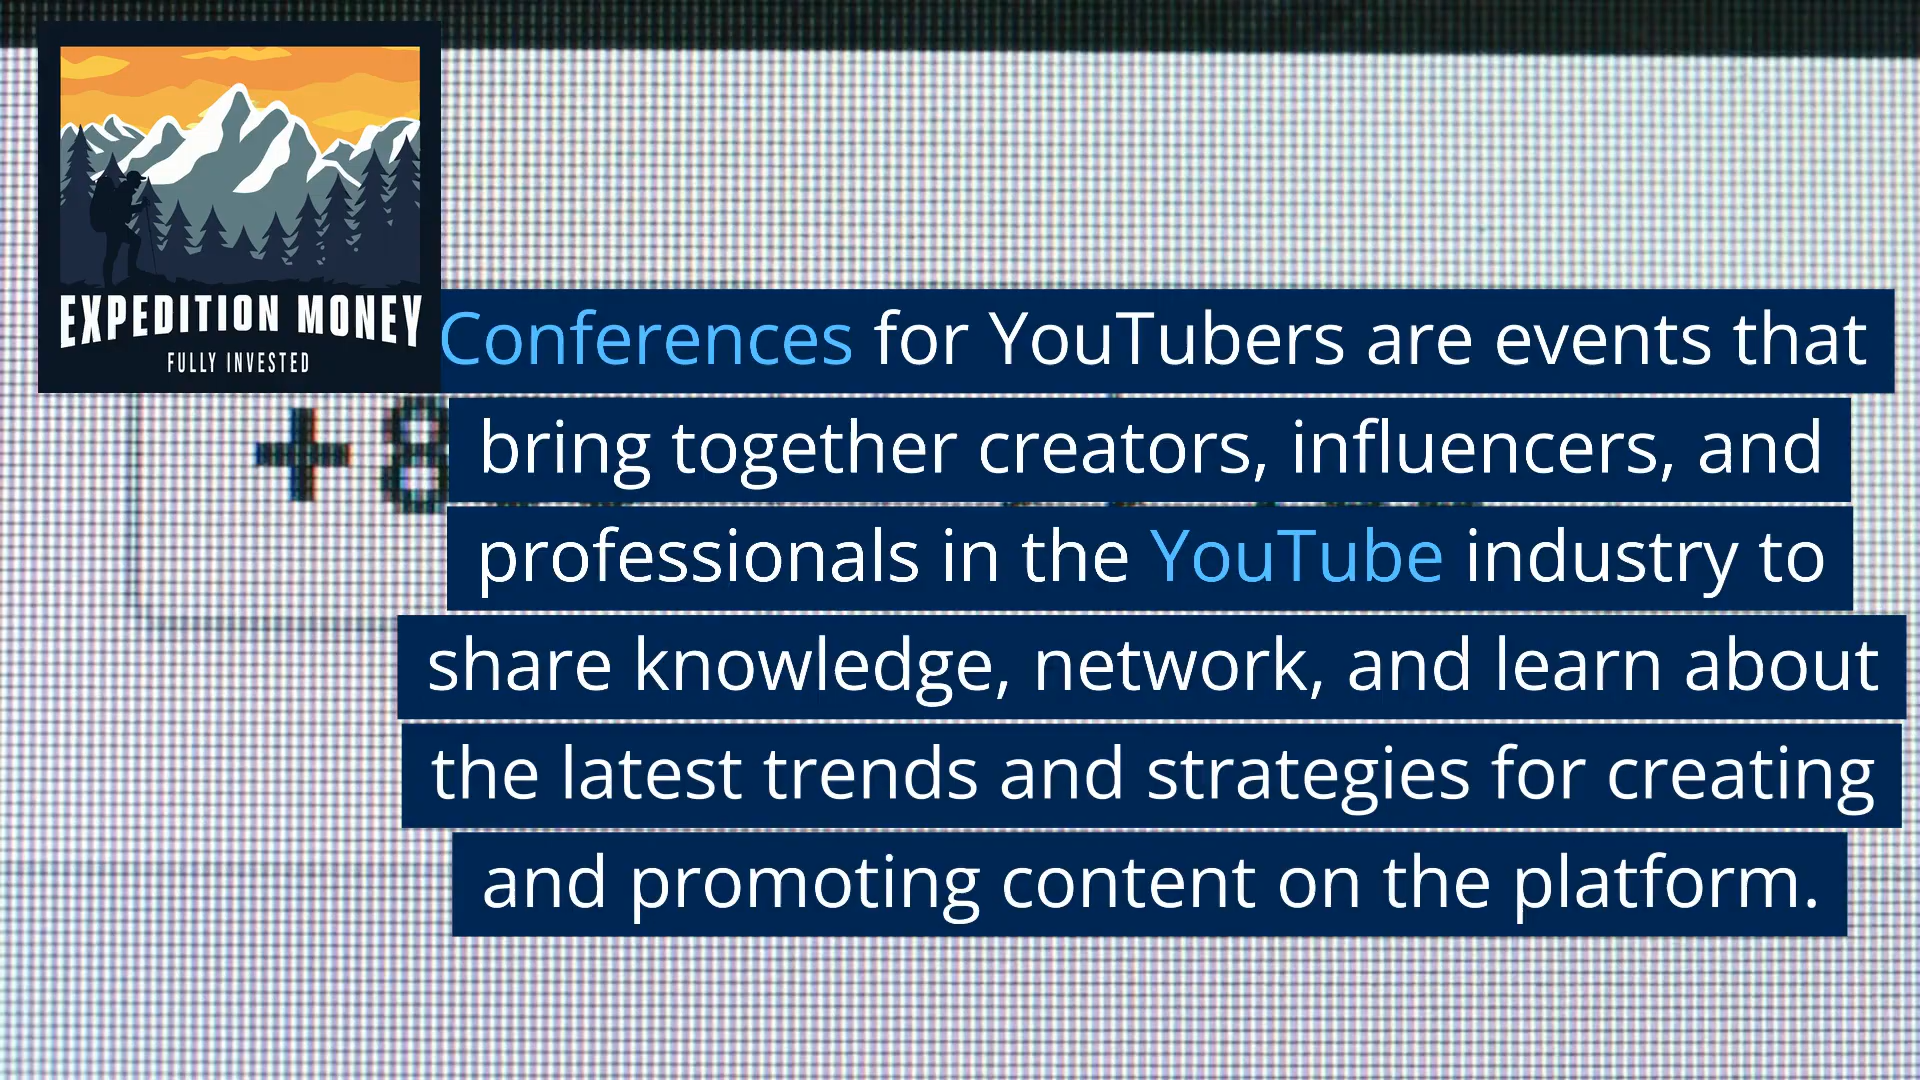 EXPEDITION MONEY
FULLY INVESTED
Conferences for YouTubers are events that
+8
bring together creators, influencers, and
professionals in the YouTube industry to
share knowledge, network, and learn about
the latest trends and strategies for creating
and promoting content on the platform.